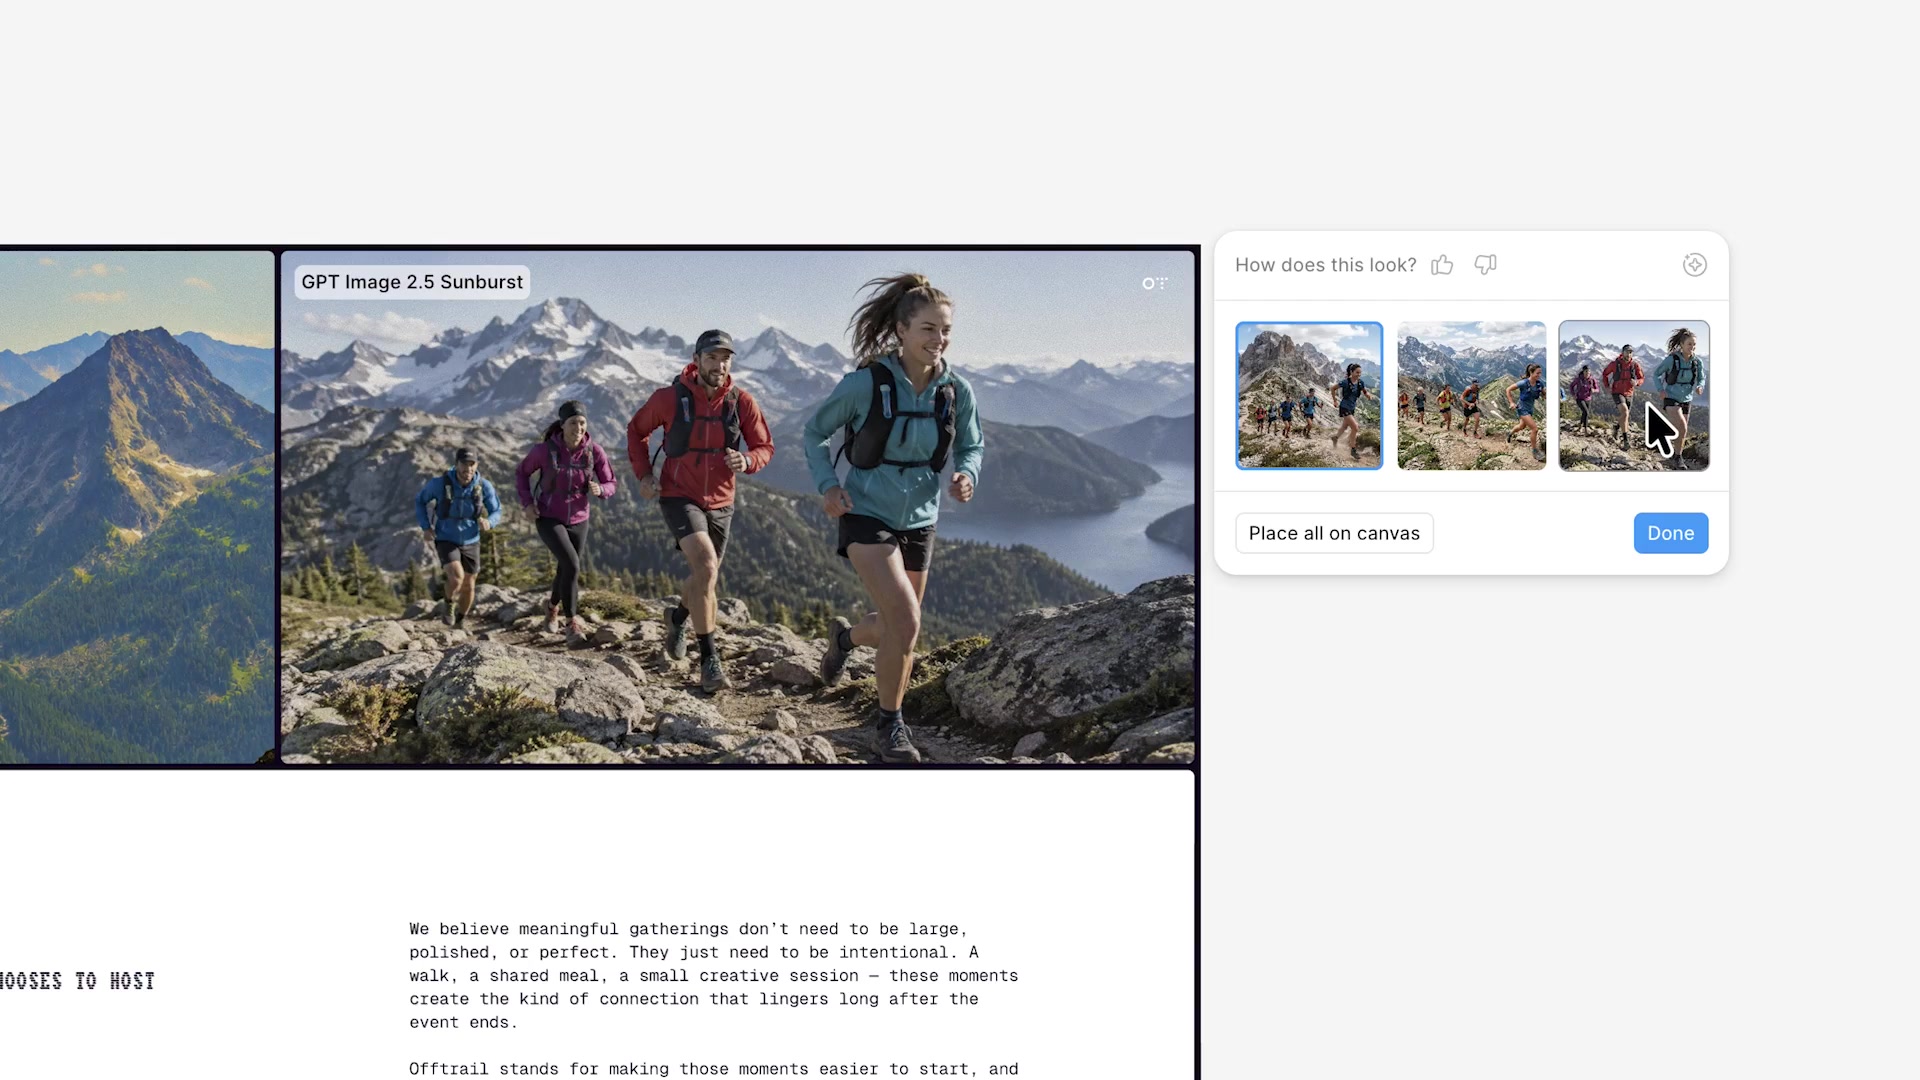 GPT Image 2.5 Sunburst
OT
How does this look?
Place all on canvas
Done
OOSES TO HOST
We believe meaningful gatherings don’t need to be large,
polished, or perfect. They just need to be intentional. A
walk, a shared meal, a small creative session – these moments
create the kind of connection that lingers long after the
event ends.
Offtrail stands for making those moments easier to start, and